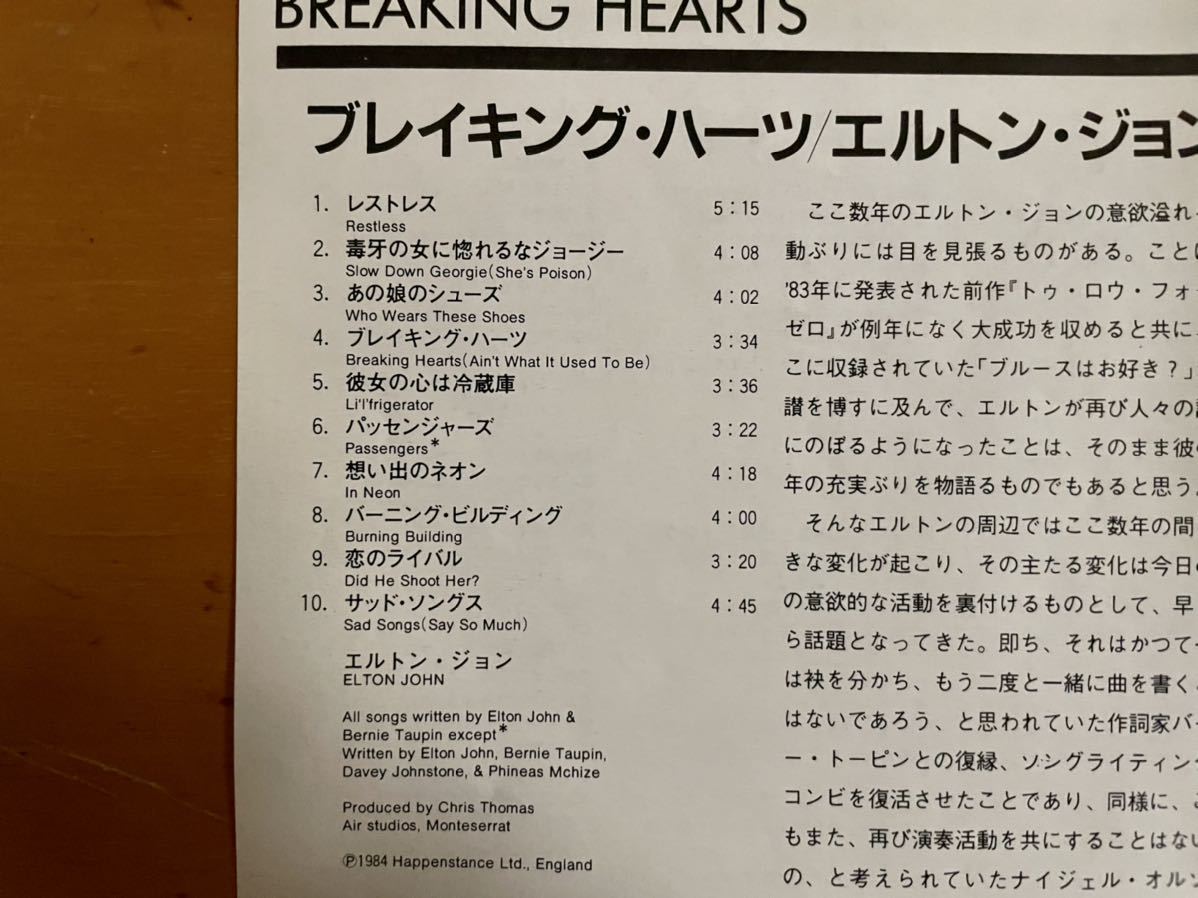 BREAKING HEARTS
ブレイキング・ハーツ/エルトン・ジョン
1. レストレス 5:15
Restless
2. 毒牙の女に惚れるなジョージー 4:08
Slow Down Georgie(She's Poison)
3. あの娘のシューズ 4:02
Who Wears These Shoes
4. ブレイキング・ハーツ 3:34
Breaking Hearts(Ain't What It Used To Be)
5. 彼女の心は冷蔵庫 3:36
Li'l'frigerator
6. パッセンジャーズ 3:22
Passengers*
7. 想い出のネオン 4:18
In Neon
8. バーニング・ビルディング 4:00
Burning Building
9. 恋のライバル 3:20
Did He Shoot Her?
10. サッド・ソングス 4:45
Sad Songs(Say So Much)
エルトン・ジョン
ELTON JOHN
All songs written by Elton John &
Bernie Taupin except*
Written by Elton John, Bernie Taupin,
Davey Johnstone, & Phineas Mchize
Produced by Chris Thomas
Air studios, Monteserrat
Ⓟ1984 Happenstance Ltd., England
ここ数年のエルトン・ジョンの意欲溢れ
動ぶりには目を見張るものがある。ことに
'83年に発表された前作『トゥ・ロウ・フォ
ゼロ』が例年になく大成功を収めると共に、
こに収録されていた「ブルースはお好き?」
讃を博すに及んで、エルトンが再び人々の
にのぼるようになったことは、そのまま彼の
年の充実ぶりを物語るものでもあると思う。
そんなエルトンの周辺ではここ数年の間
きな変化が起こり、その主たる変化は今日の
の意欲的な活動を裏付けるものとして、早
ら話題となってきた。即ち、それはかつて
は袂を分かち、もう二度と一緒に曲を書く
はないであろう、と思われていた作詞家バ
ー・トーピンとの復縁、ソングライティング
コンビを復活させたことであり、同様に、
もまた、再び演奏活動を共にすることはない
の、と考えられていたナイジェル・オルソ